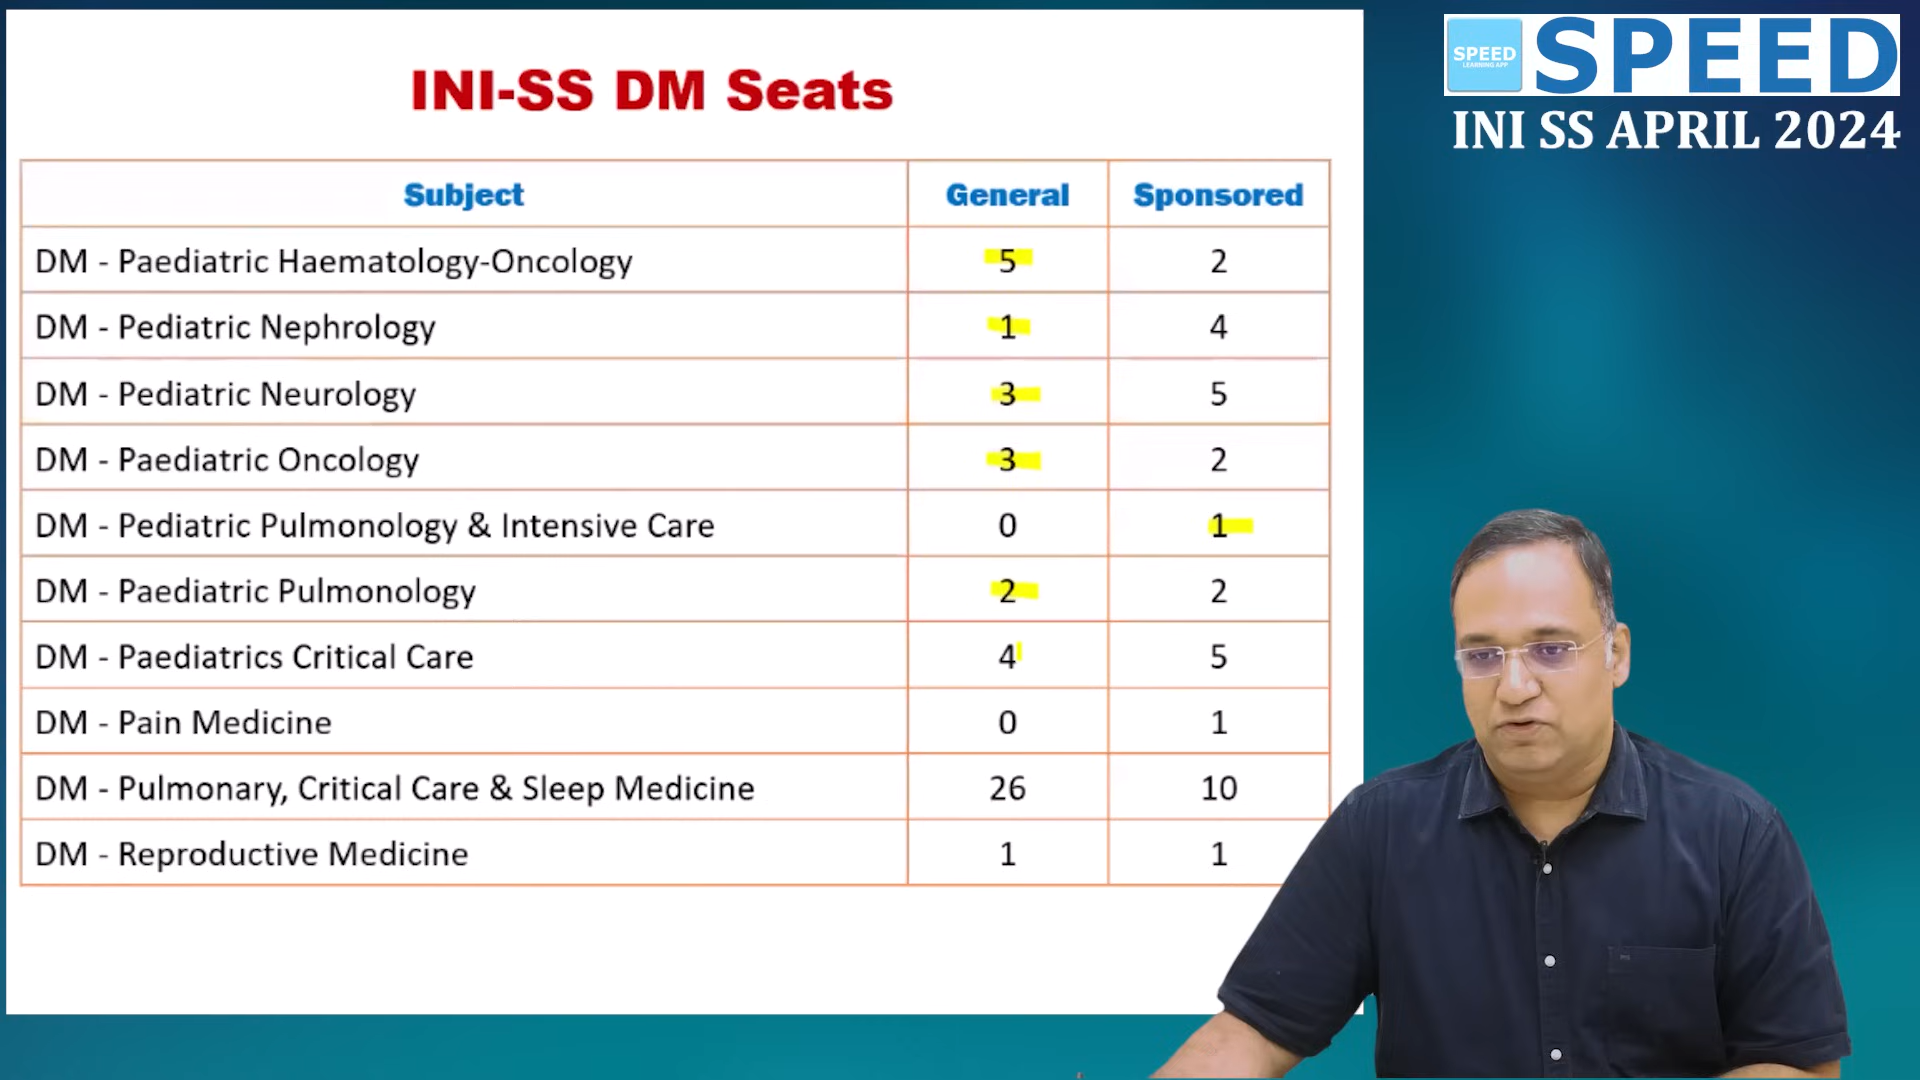 INI-SS DM Seats
SPEED
LEARNING APP
SPEED
INI SS APRIL 2024
Subject General Sponsored
DM - Paediatric Haematology-Oncology 5 2
DM - Pediatric Nephrology 1 4
DM - Pediatric Neurology 3 5
DM - Paediatric Oncology 3 2
DM - Pediatric Pulmonology & Intensive Care 0 1
DM - Paediatric Pulmonology 2 2
DM - Paediatrics Critical Care 4 5
DM - Pain Medicine 0 1
DM - Pulmonary, Critical Care & Sleep Medicine 26 10
DM - Reproductive Medicine 1 1